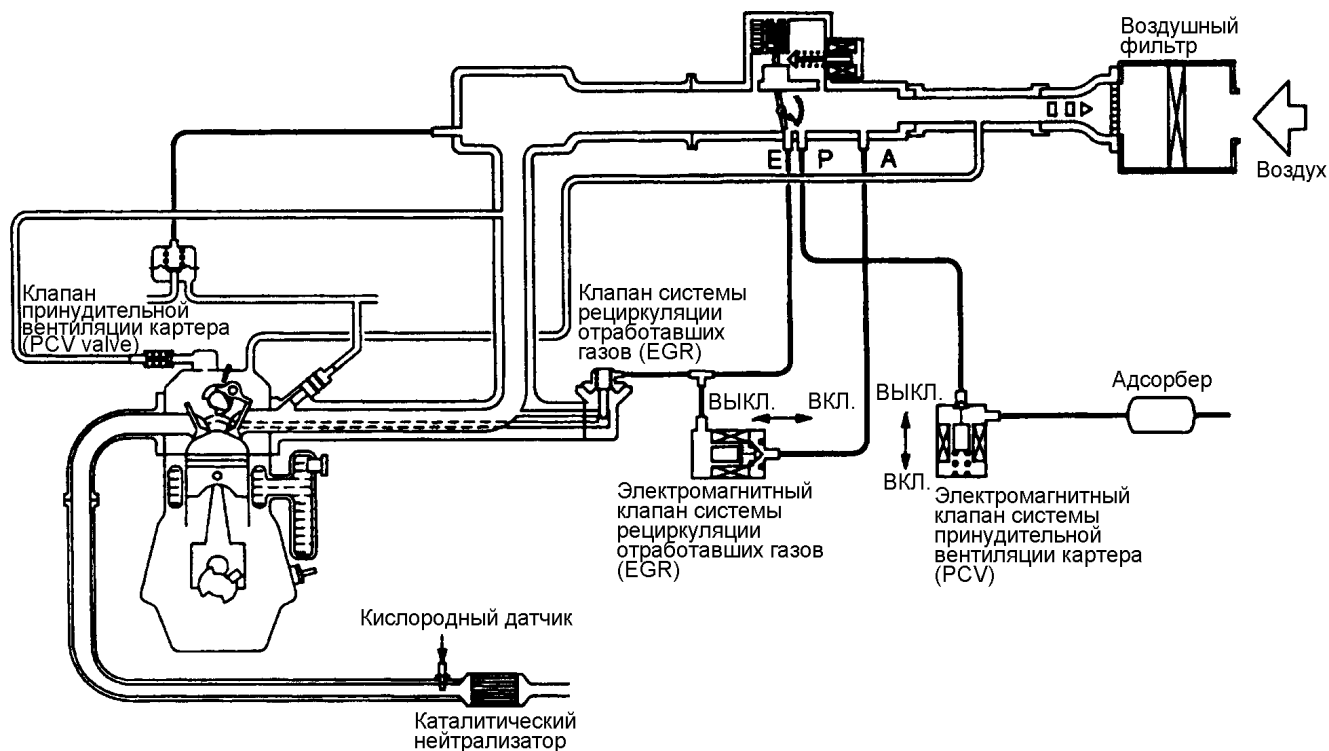 Воздушный
фильтр
Воздух
E P A
Клапан
принудительной
вентиляции картера
(PCV valve)
Клапан системы
рециркуляции
отработавших
газов (EGR)
ВЫКЛ. ВКЛ.
ВЫКЛ.
ВКЛ.
Адсорбер
Электромагнитный
клапан системы
рециркуляции
отработавших газов
(EGR)
Электромагнитный
клапан системы
принудительной
вентиляции картера
(PCV)
Кислородный датчик
Каталитический
нейтрализатор